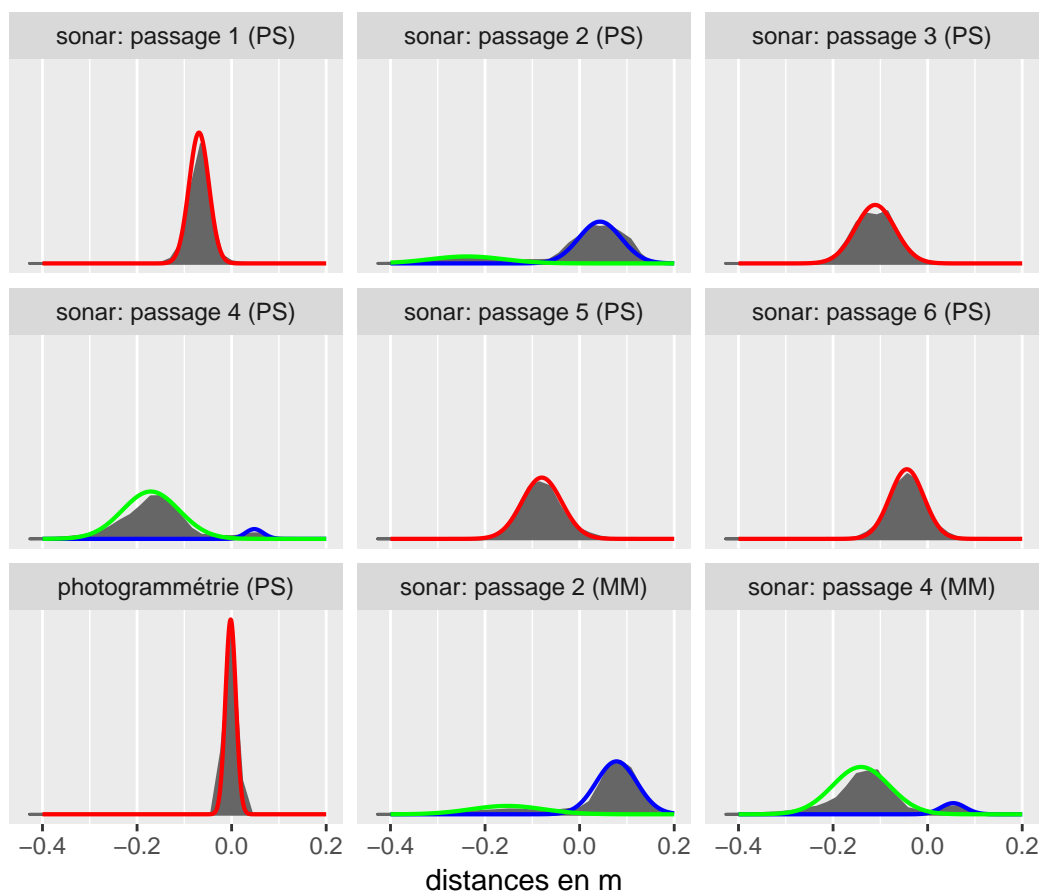 sonar: passage 1 (PS)
sonar: passage 2 (PS)
sonar: passage 3 (PS)
sonar: passage 4 (PS)
sonar: passage 5 (PS)
sonar: passage 6 (PS)
photogrammétrie (PS)
sonar: passage 2 (MM)
sonar: passage 4 (MM)
−0.4 −0.2 0.0 0.2 −0.4 −0.2 0.0 0.2 −0.4 −0.2 0.0 0.2
distances en m